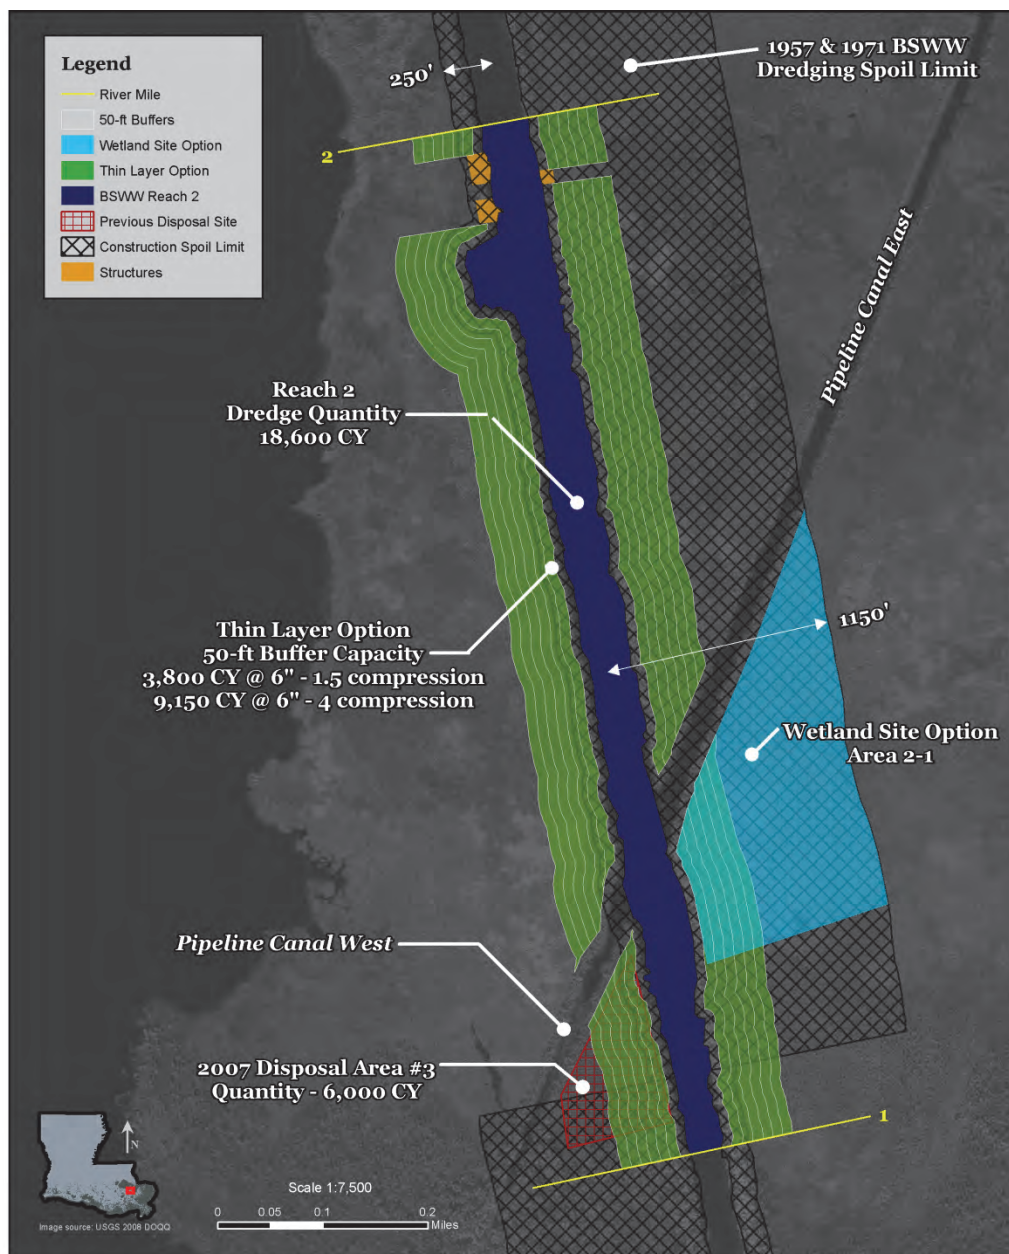 Legend
River Mile
50-ft Buffers
Wetland Site Option
Thin Layer Option
BSWW Reach 2
Previous Disposal Site
Construction Spoil Limit
Structures
250'
1957 & 1971 BSWW
Dredging Spoil Limit
2
Pipeline Canal East
Reach 2
Dredge Quantity
18,600 CY
1150'
Thin Layer Option
50-ft Buffer Capacity
3,800 CY @ 6" - 1.5 compression
9,150 CY @ 6" - 4 compression
Wetland Site Option
Area 2-1
Pipeline Canal West
2007 Disposal Area #3
Quantity - 6,000 CY
1
N
Scale 1:7,500
0 0.05 0.1 0.2
Miles
Image source: USGS 2008 DOQQ